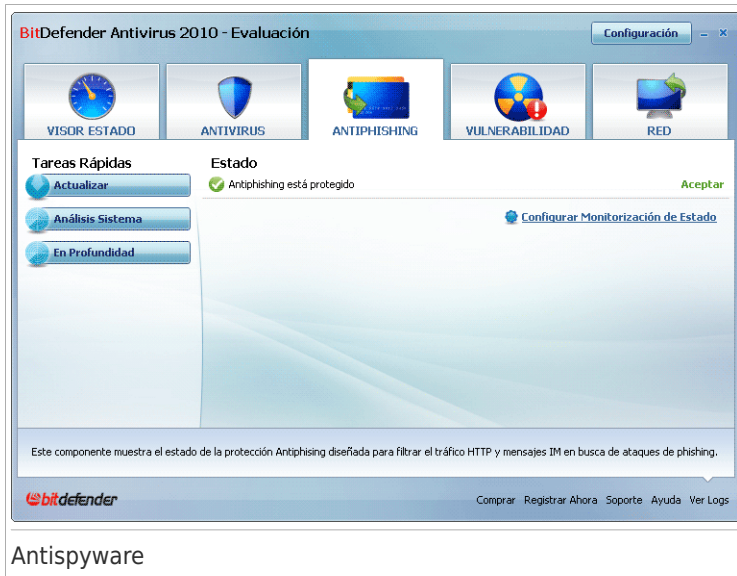 BitDefender Antivirus 2010 - Evaluación
Configuración
VISOR ESTADO
ANTIVIRUS
ANTIPHISHING
VULNERABILIDAD
RED
Tareas Rápidas
Actualizar
Análisis Sistema
En Profundidad
Estado
Antiphishing está protegido
Aceptar
Configurar Monitorización de Estado
Este componente muestra el estado de la protección Antiphising diseñada para filtrar el tráfico HTTP y mensajes IM en busca de ataques de phishing.
bitdefender
Comprar Registrar Ahora Soporte Ayuda Ver Logs
Antispyware